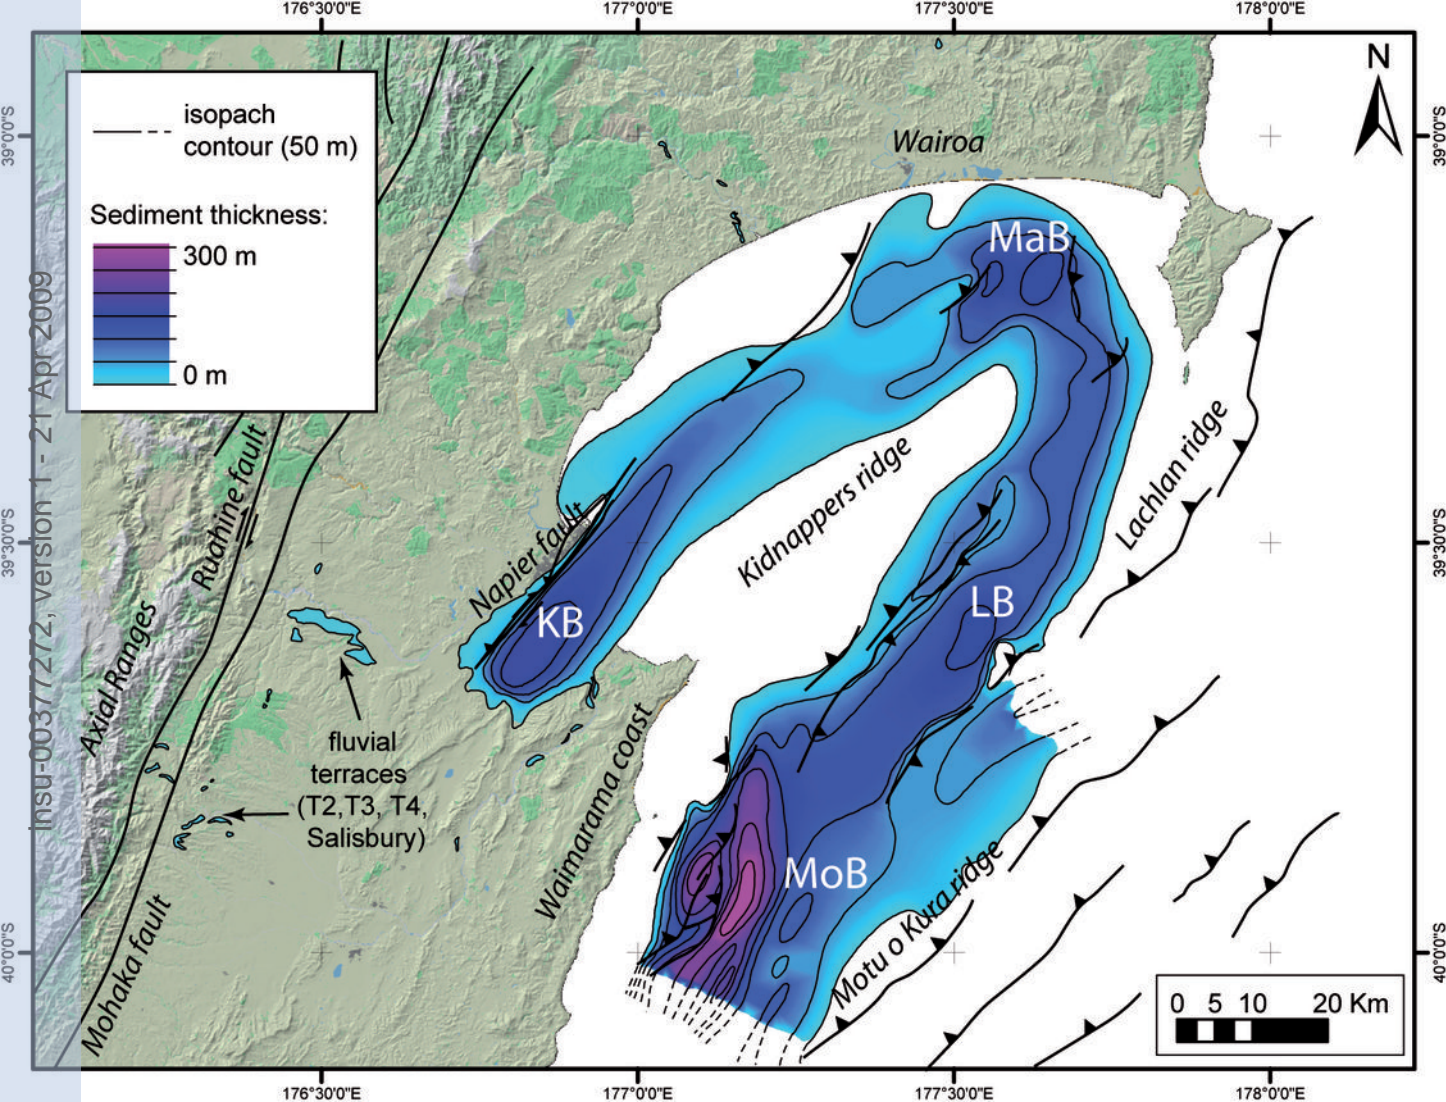 176°30'0"E
177°0'0"E
177°30'0"E
178°0'0"E
isopach
contour (50 m)
Sediment thickness:
300 m
0 m
N
Wairoa
MaB
39°0'0"S
39°0'0"S
Ruahine fault
Napier fault
Kidnappers ridge
Lachlan ridge
39°30'0"S
39°30'0"S
KB
LB
Axial Ranges
fluvial
terraces
(T2,T3, T4,
Salisbury)
Waimarama coast
MoB
Motu o Kura ridge
Mohaka fault
40°0'0"S
40°0'0"S
0 5 10 20 Km
176°30'0"E
177°0'0"E
177°30'0"E
178°0'0"E
insu-00377272, version 1 - 21 Apr 2009